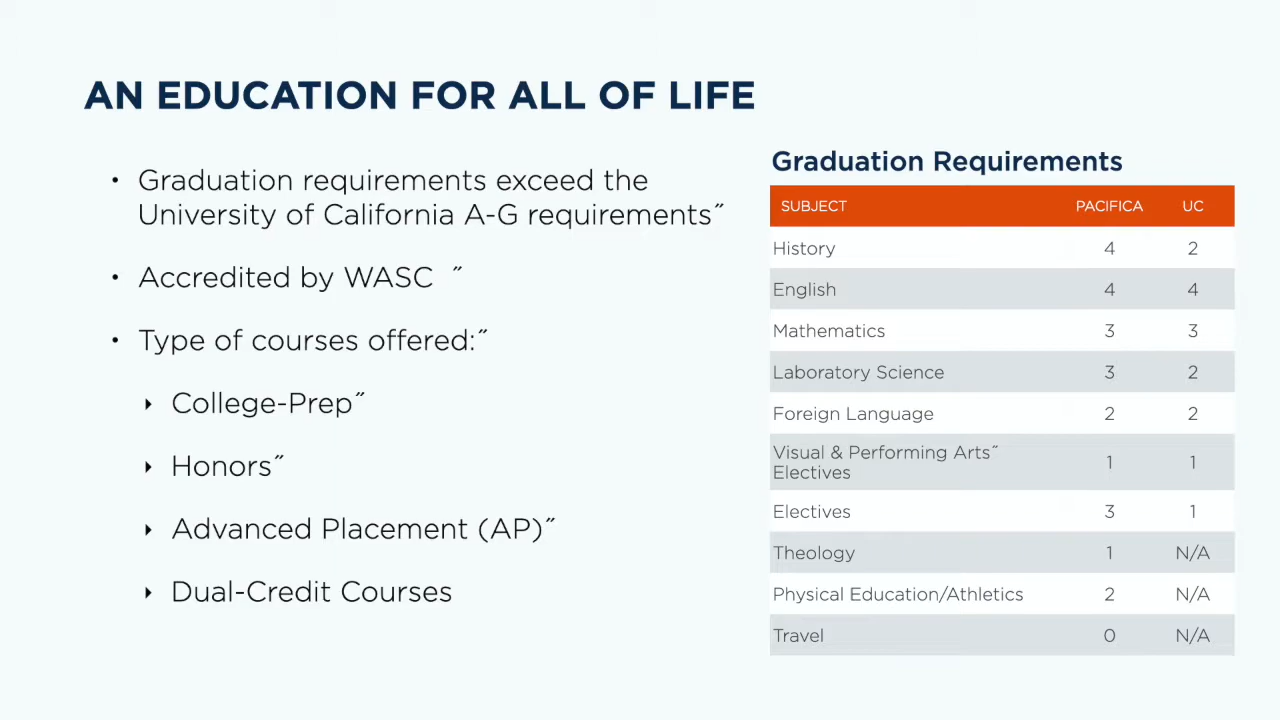 AN EDUCATION FOR ALL OF LIFE
• Graduation requirements exceed the
University of California A-G requirements˝
• Accredited by WASC ˝
• Type of courses offered:˝
‣ College-Prep˝
‣ Honors˝
‣ Advanced Placement (AP)˝
‣ Dual-Credit Courses
Graduation Requirements
SUBJECT PACIFICA UC
History 4 2
English 4 4
Mathematics 3 3
Laboratory Science 3 2
Foreign Language 2 2
Visual & Performing Arts˝
Electives 1 1
Electives 3 1
Theology 1 N/A
Physical Education/Athletics 2 N/A
Travel 0 N/A